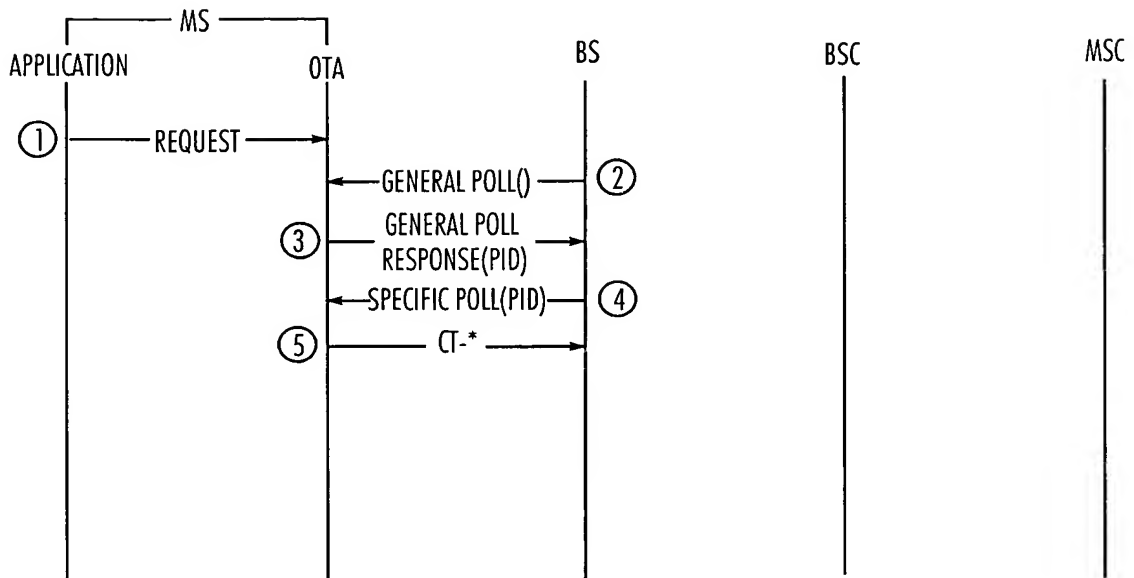 MS
APPLICATION OTA BS BSC MSC
① REQUEST
GENERAL POLL() ②
③ GENERAL POLL
RESPONSE(PID)
SPECIFIC POLL(PID) ④
⑤ CT-*